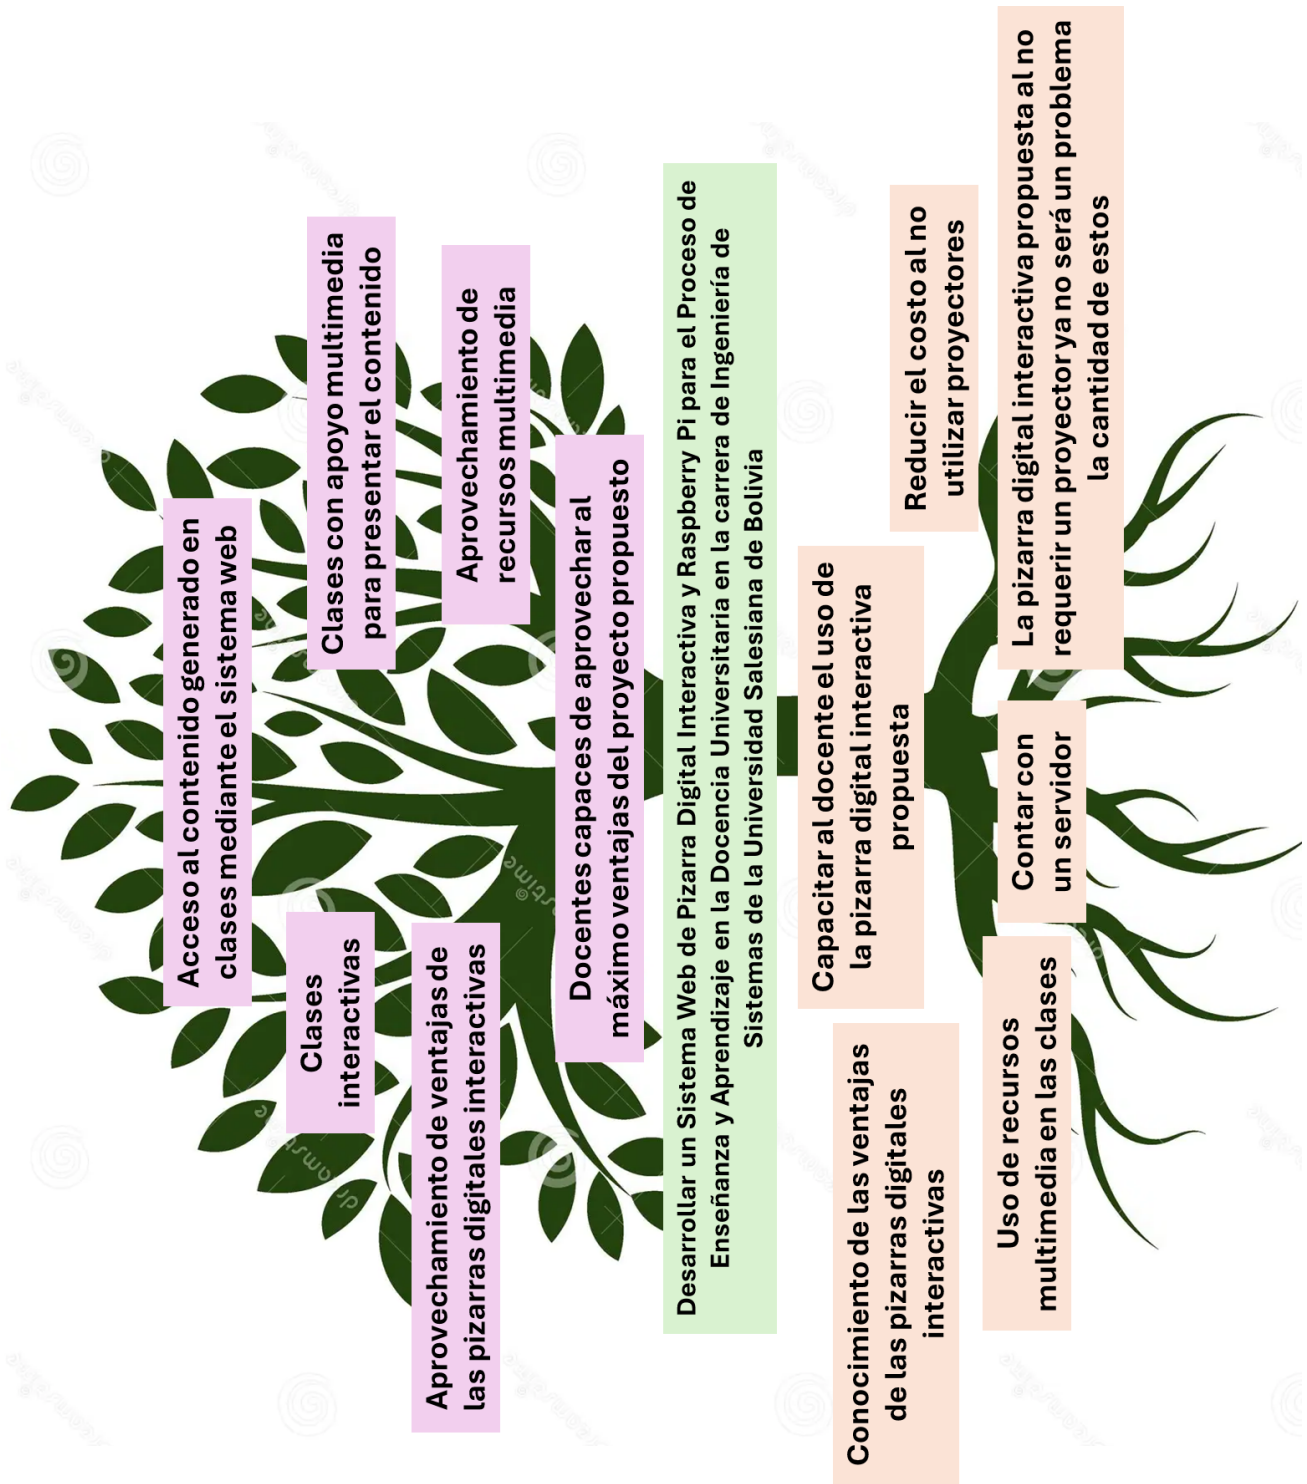 Acceso al contenido generado en
clases mediante el sistema web
Clases
interactivas
Clases con apoyo multimedia
para presentar el contenido
Aprovechamiento de ventajas de
las pizarras digitales interactivas
Aprovechamiento de
recursos multimedia
Docentes capaces de aprovechar al
máximo ventajas del proyecto propuesto
Desarrollar un Sistema Web de Pizarra Digital Interactiva y Raspberry Pi para el Proceso de
Enseñanza y Aprendizaje en la Docencia Universitaria en la carrera de Ingeniería de
Sistemas de la Universidad Salesiana de Bolivia
Capacitar al docente el uso de
la pizarra digital interactiva
propuesta
Conocimiento de las ventajas
de las pizarras digitales
interactivas
Reducir el costo al no
utilizar proyectores
Uso de recursos
multimedia en las clases
Contar con
un servidor
La pizarra digital interactiva propuesta al no
requerir un proyector ya no será un problema
la cantidad de estos